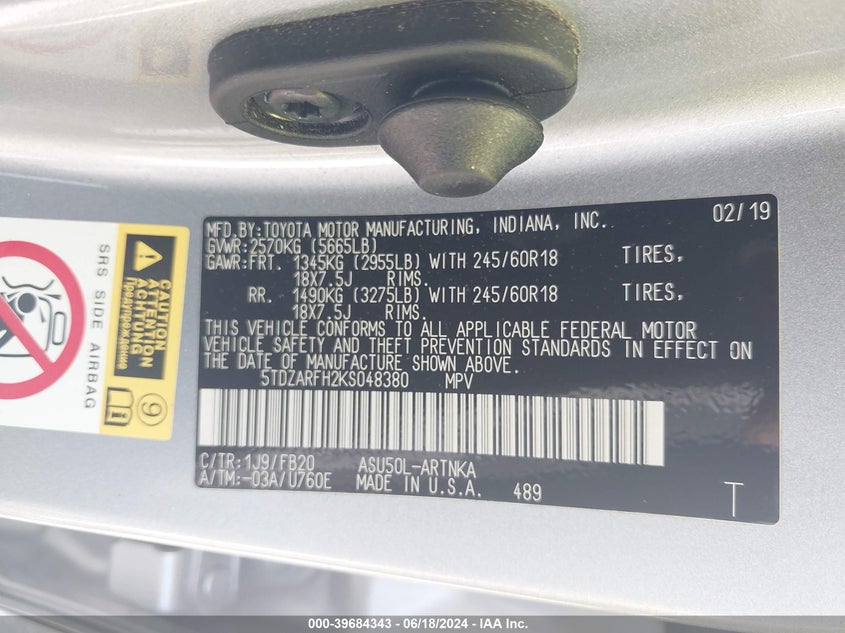 MFD.BY:TOYOTA MOTOR MANUFACTURING, INDIANA, INC. 02/19
GVWR:2570KG (5665LB)
GAWR:FRT. 1345KG (2955LB) WITH 245/60R18 TIRES,
18X7.5J RIMS.
RR. 1490KG (3275LB) WITH 245/60R18 TIRES,
18X7.5J RIMS.
THIS VEHICLE CONFORMS TO ALL APPLICABLE FEDERAL MOTOR
VEHICLE SAFETY AND THEFT PREVENTION STANDARDS IN EFFECT ON
THE DATE OF MANUFACTURE SHOWN ABOVE.
5TDZARFH2KS048380 MPV
C/TR:1J9/FB20 ASU50L-ARTNKA
A/TM:-03A/U760E MADE IN U.S.A. 489
T
SRS SIDE AIRBAG
CAUTION
ATTENTION
ACHTUNG
Предупреждение
9
000-39684343 / 06/18/2024 - IAA Inc.